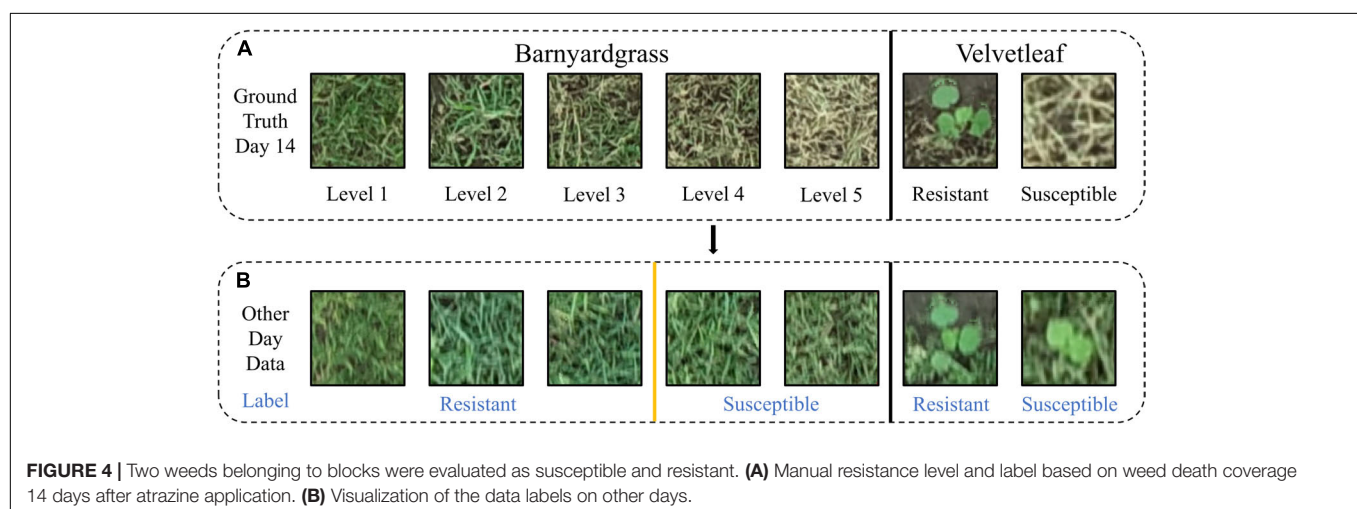 A
Barnyardgrass
Velvetleaf
Ground
Truth
Day 14
Level 1 Level 2 Level 3 Level 4 Level 5 Resistant Susceptible
B
Other
Day
Data
Label Resistant Susceptible Resistant Susceptible
FIGURE 4 | Two weeds belonging to blocks were evaluated as susceptible and resistant. (A) Manual resistance level and label based on weed death coverage
14 days after atrazine application. (B) Visualization of the data labels on other days.